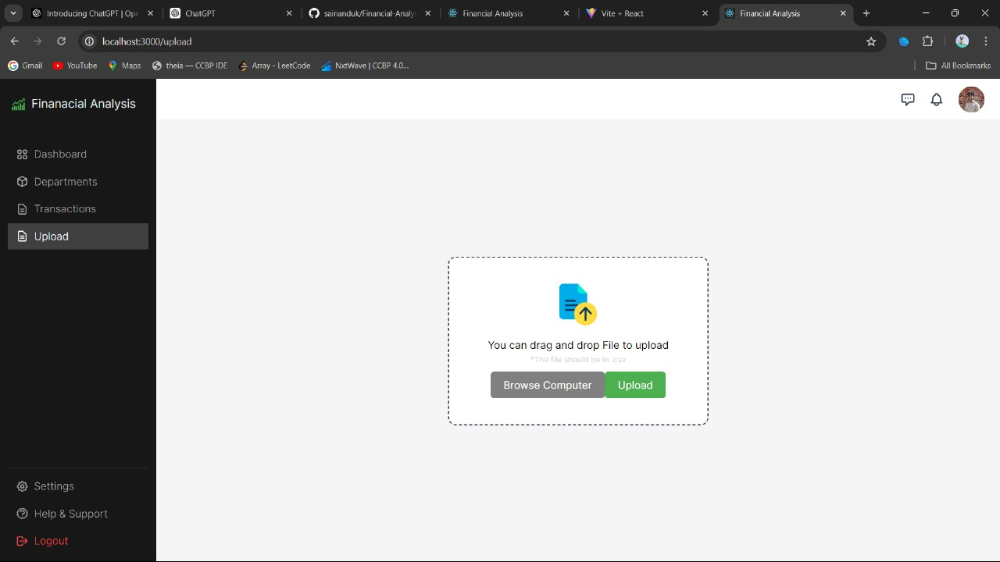 Introducing ChatGPT | Ope
ChatGPT
sainanduk/Financial-Analy
Financial Analysis
Vite + React
Financial Analysis
localhost:3000/upload
Gmail
YouTube
Maps
theia — CCBP IDE
Array - LeetCode
NxtWave | CCBP 4.0...
All Bookmarks
Finanacial Analysis
Dashboard
Departments
Transactions
Upload
You can drag and drop File to upload
*The file should be in .csv
Browse Computer
Upload
Settings
Help & Support
Logout